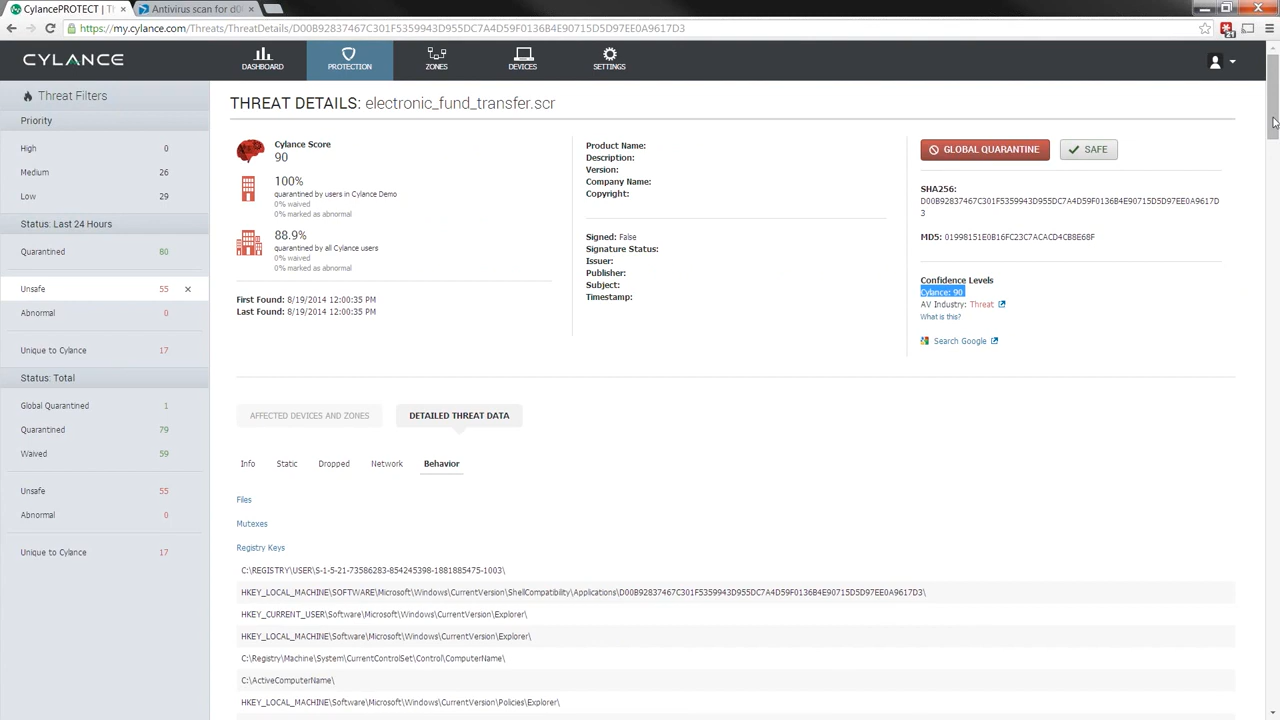 CylancePROTECT | Th
Antivirus scan for d0
https://my.cylance.com/Threats/ThreatDetails/D00B92837467C301F5359943D955DC7A4D59F0136B4E90715D5D97EE0A9617D3
CYLANCE
DASHBOARD
PROTECTION
ZONES
DEVICES
SETTINGS
Threat Filters
Priority
High 0
Medium 26
Low 29
Status: Last 24 Hours
Quarantined 80
Unsafe 55 ×
Abnormal 0
Unique to Cylance 17
Status: Total
Global Quarantined 1
Quarantined 79
Waived 59
Unsafe 55
Abnormal 0
Unique to Cylance 17
THREAT DETAILS: electronic_fund_transfer.scr
Cylance Score
90
100%
quarantined by users in Cylance Demo
0% waived
0% marked as abnormal
88.9%
quarantined by all Cylance users
0% waived
0% marked as abnormal
First Found: 8/19/2014 12:00:35 PM
Last Found: 8/19/2014 12:00:35 PM
Product Name:
Description:
Version:
Company Name:
Copyright:
Signed: False
Signature Status:
Issuer:
Publisher:
Subject:
Timestamp:
GLOBAL QUARANTINE
SAFE
SHA256:
D00B92837467C301F5359943D955DC7A4D59F0136B4E90715D5D97EE0A9617D
3
MD5: 01998151E0B16FC23C7ACACD4CB8E68F
Confidence Levels
Cylance: 90
AV Industry: Threat
What is this?
Search Google
AFFECTED DEVICES AND ZONES
DETAILED THREAT DATA
Info
Static
Dropped
Network
Behavior
Files
Mutexes
Registry Keys
C:\REGISTRY\USER\S-1-5-21-73586283-854245398-1881885475-1003\
HKEY_LOCAL_MACHINE\SOFTWARE\Microsoft\Windows\CurrentVersion\ShellCompatibility\Applications\D00B92837467C301F5359943D955DC7A4D59F0136B4E90715D5D97EE0A9617D3\
HKEY_CURRENT_USER\Software\Microsoft\Windows\CurrentVersion\Explorer\
HKEY_LOCAL_MACHINE\Software\Microsoft\Windows\CurrentVersion\Explorer\
C:\Registry\Machine\System\CurrentControlSet\Control\ComputerName\
C:\ActiveComputerName\
HKEY_LOCAL_MACHINE\Software\Microsoft\Windows\CurrentVersion\Policies\Explorer\